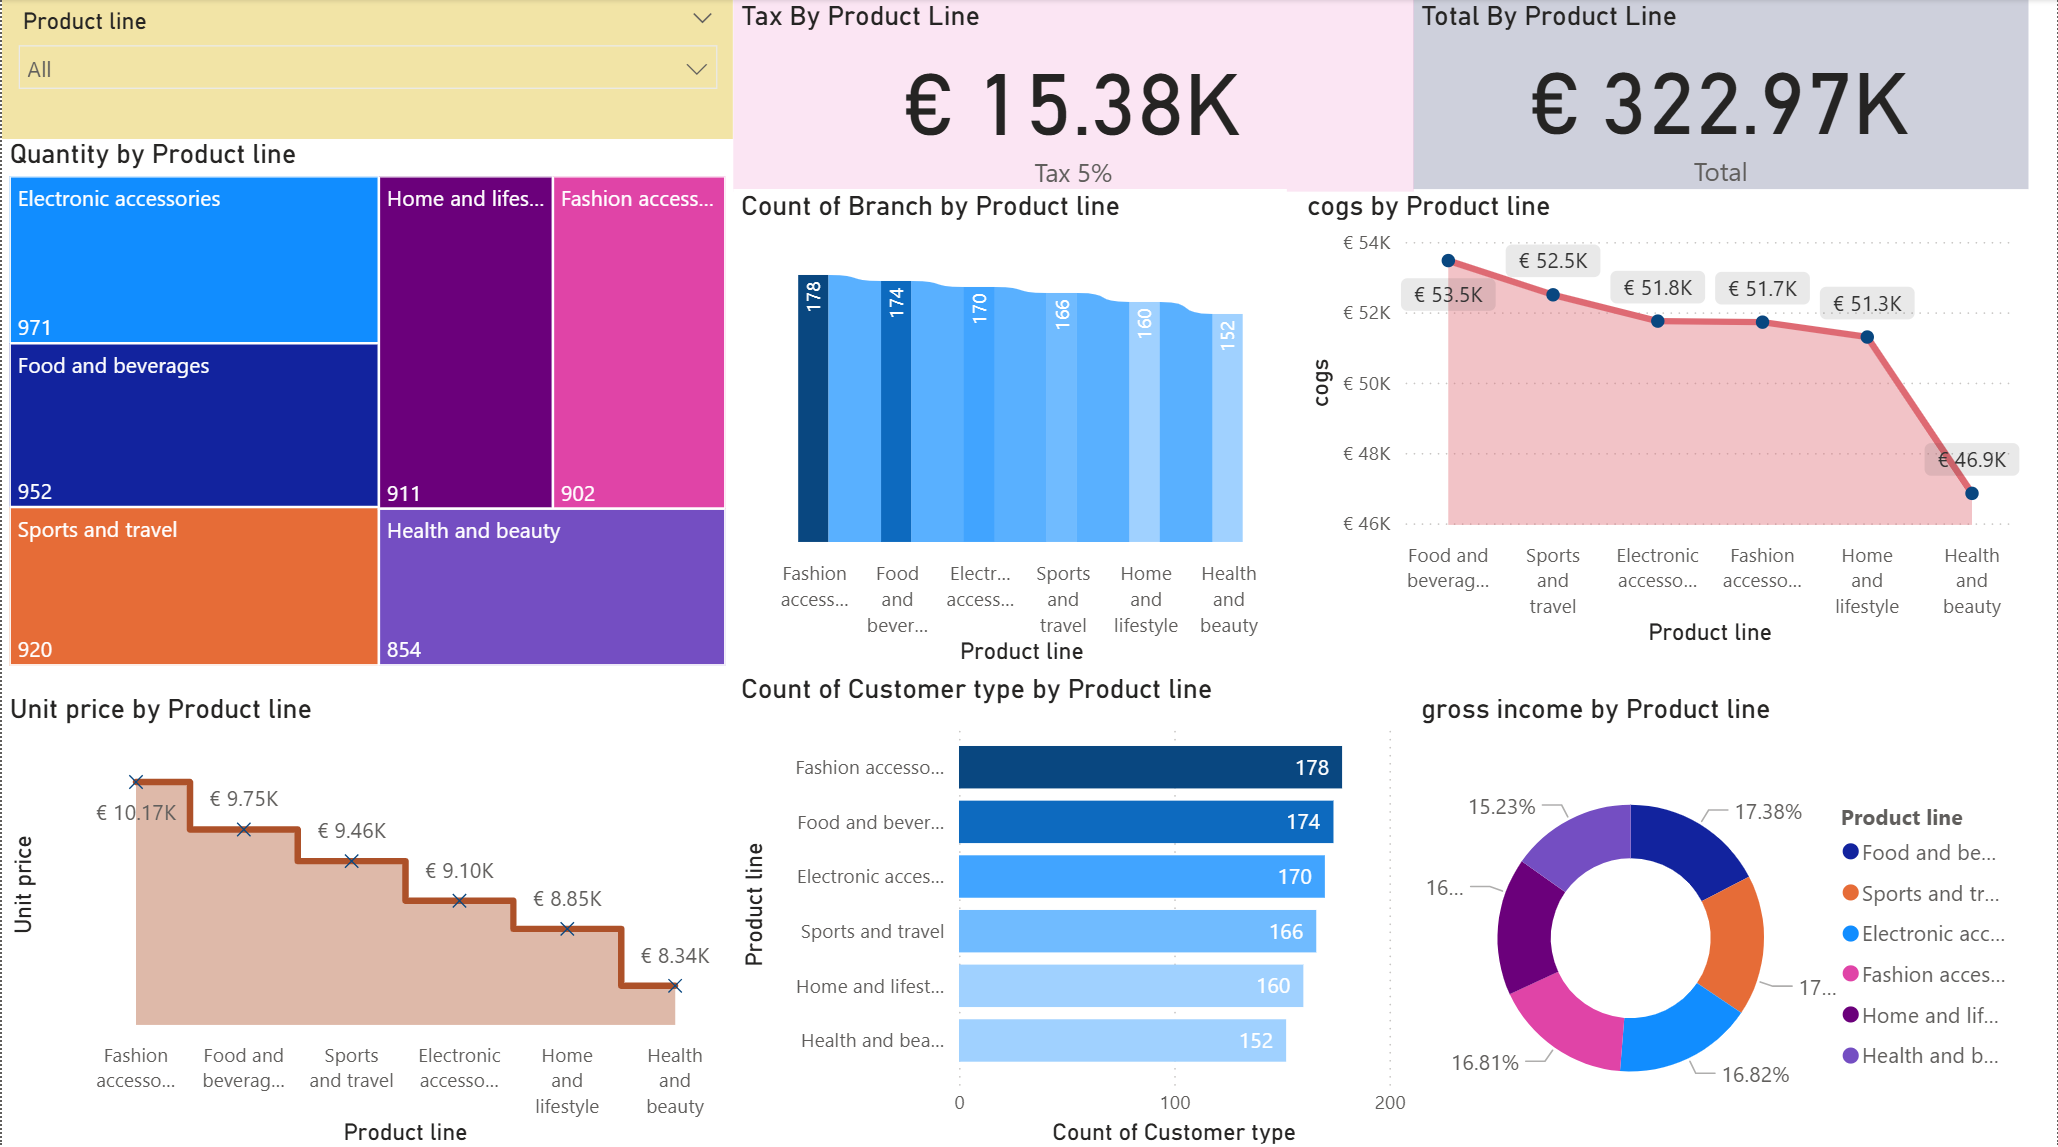 Product line
All
Tax By Product Line
€ 15.38K
Tax 5%
Total By Product Line
€ 322.97K
Total
Quantity by Product line
Electronic accessories
971
Food and beverages
952
Sports and travel
920
Home and lifes...
911
Fashion access...
902
Health and beauty
854
Count of Branch by Product line
178
174
170
166
160
152
Fashion
access...
Food
and
bever...
Electr...
access...
Sports
and
travel
Home
and
lifestyle
Health
and
beauty
Product line
cogs by Product line
cogs
€ 54K
€ 52K
€ 50K
€ 48K
€ 46K
€ 53.5K
€ 52.5K
€ 51.8K
€ 51.7K
€ 51.3K
€ 46.9K
Food and
beverag...
Sports
and
travel
Electronic
accesso...
Fashion
accesso...
Home
and
lifestyle
Health
and
beauty
Product line
Unit price by Product line
Unit price
€ 10.17K
€ 9.75K
€ 9.46K
€ 9.10K
€ 8.85K
€ 8.34K
Fashion
accesso...
Food and
beverag...
Sports
and travel
Electronic
accesso...
Home
and
lifestyle
Health
and
beauty
Product line
Count of Customer type by Product line
Product line
Fashion accesso...
178
Food and bever...
174
Electronic acces...
170
Sports and travel
166
Home and lifest...
160
Health and bea...
152
0
100
200
Count of Customer type
gross income by Product line
17.38%
17...
16.82%
16.81%
16...
15.23%
Product line
Food and be...
Sports and tr...
Electronic acc...
Fashion acces...
Home and lif...
Health and b...